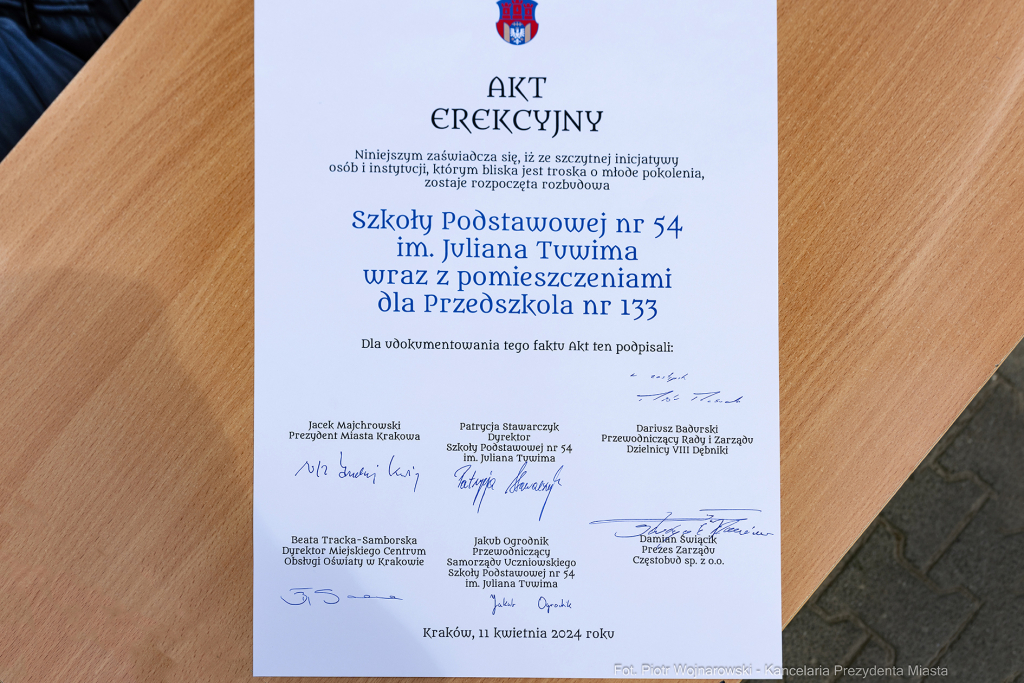 AKT
EREKCYJNY
Niniejszym zaświadcza się, iż ze szczytnej inicjatywy
osób i instytucji, którym bliska jest troska o młode pokolenia,
zostaje rozpoczęta rozbudowa
Szkoły Podstawowej nr 54
im. Juliana Tuwima
wraz z pomieszczeniami
dla Przedszkola nr 133
Dla udokumentowania tego faktu Akt ten podpisali:
Jacek Majchrowski
Prezydent Miasta Krakowa
Patrycja Stawarczyk
Dyrektor
Szkoły Podstawowej nr 54
im. Juliana Tuwima
Patrycja Stawarczyk
Dariusz Badurski
Przewodniczący Rady i Zarządu
Dzielnicy VIII Dębniki
Beata Tracka-Samborska
Dyrektor Miejskiego Centrum
Obsługi Oświaty w Krakowie
Jakub Ogrodnik
Przewodniczący
Samorządu Uczniowskiego
Szkoły Podstawowej nr 54
im. Juliana Tuwima
Jakub Ogrodnik
Damian Świącik
Prezes Zarządu
Częstobud sp. z o.o.
Kraków, 11 kwietnia 2024 roku
Fot. Piotr Wojnarowski - Kancelaria Prezydenta Miasta